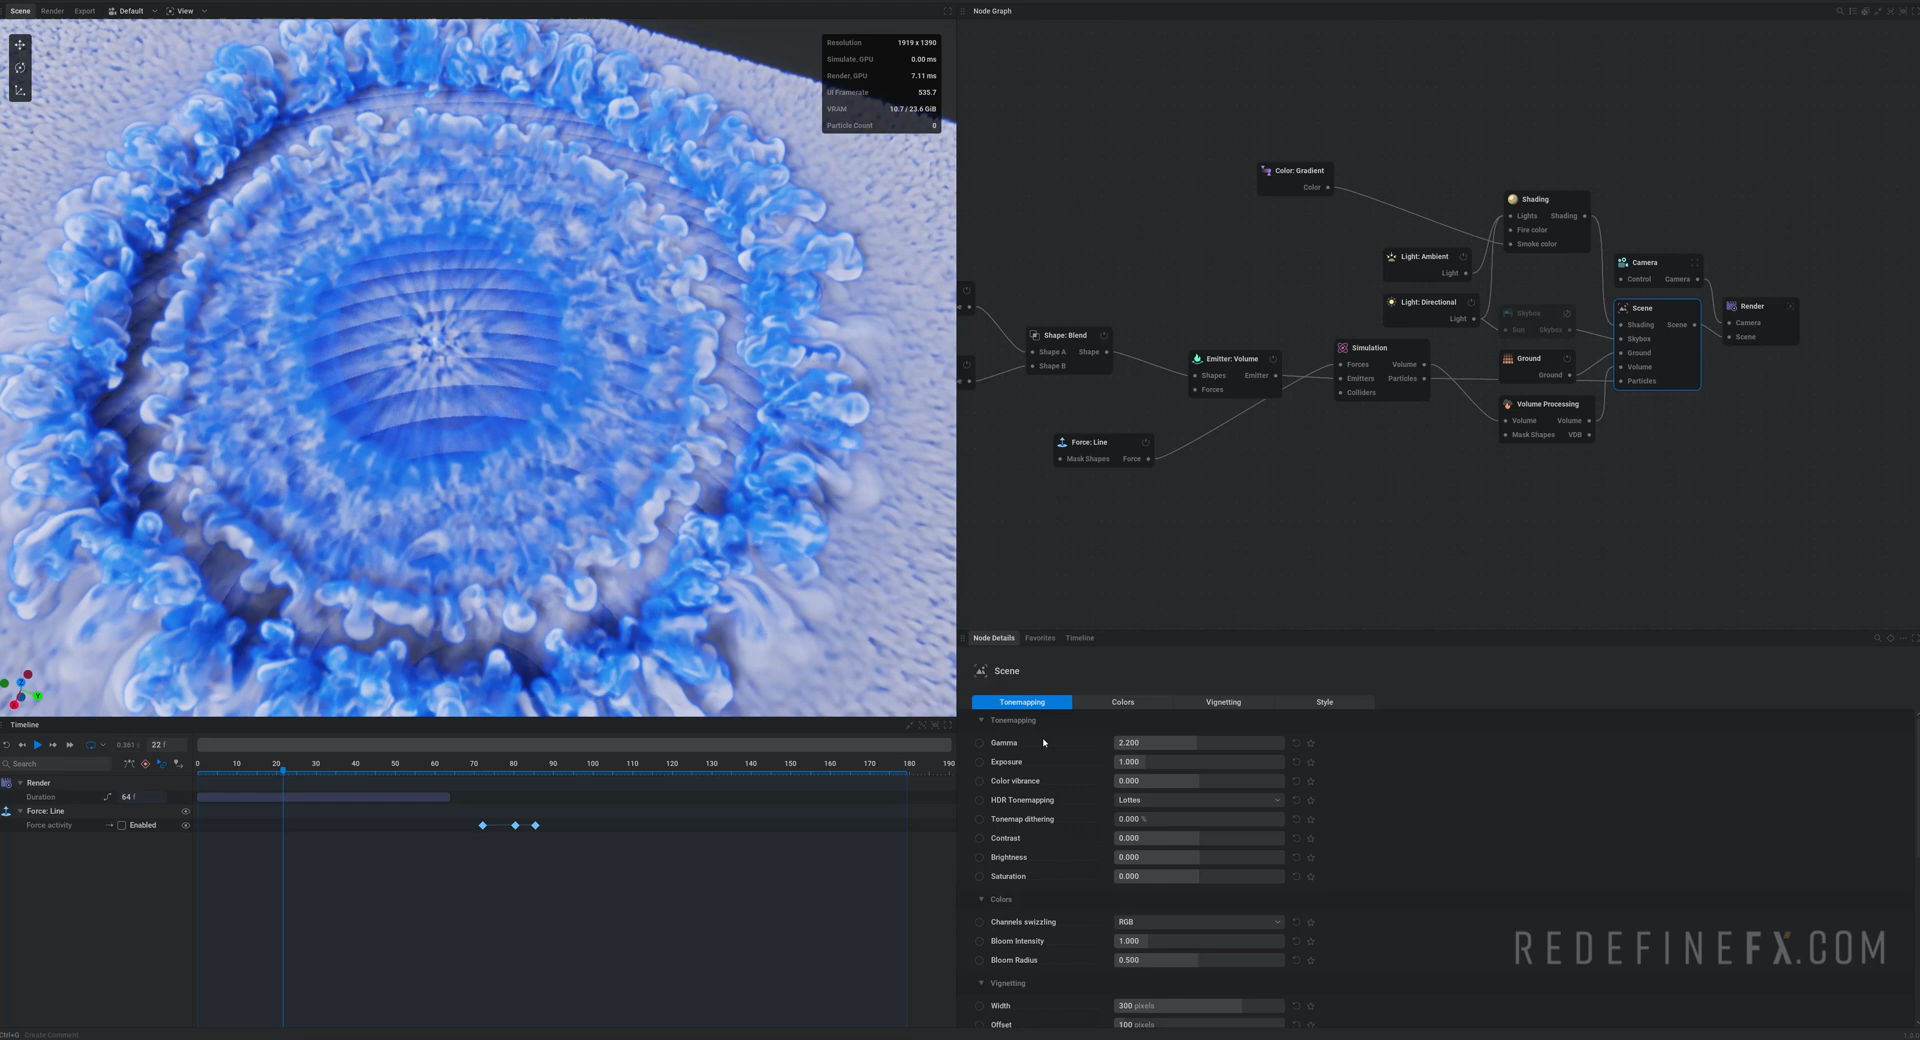 Scene Render Export Default View
Resolution 1919 x 1390
Simulate, GPU 0.00 ms
Render, GPU 7.11 ms
UI Framerate 535.7
VRAM 10.7 / 23.6 GiB
Particle Count 0
Z
Y
X
Node Graph
Color: Gradient
Color
Shading
Lights Shading
Fire color
Smoke color
Light: Ambient
Light
Light: Directional
Light
Camera
Control Camera
Skybox
Sun Skybox
Scene
Shading Scene
Skybox
Ground
Volume
Particles
Render
Camera
Scene
Shape: Blend
Shape A Shape
Shape B
Emitter: Volume
Shapes Emitter
Forces
Simulation
Forces Volume
Emitters Particles
Colliders
Ground
Ground
Volume Processing
Volume Volume
Mask Shapes VDB
Force: Line
Mask Shapes Force
Timeline
0.361 s 22 f
Search
0 10 20 30 40 50 60 70 80 90 100 110 120 130 140 150 160 170 180 190
Render
Duration 64 f
Force: Line
Force activity Enabled
Ctrl+G Create Comment
Node Details Favorites Timeline
Scene
Tonemapping Colors Vignetting Style
Tonemapping
Gamma 2.200
Exposure 1.000
Color vibrance 0.000
HDR Tonemapping Lottes
Tonemap dithering 0.000 %
Contrast 0.000
Brightness 0.000
Saturation 0.000
Colors
Channels swizzling RGB
Bloom Intensity 1.000
Bloom Radius 0.500
Vignetting
Width 300 pixels
Offset 100 pixels
REDEFINEFX.COM